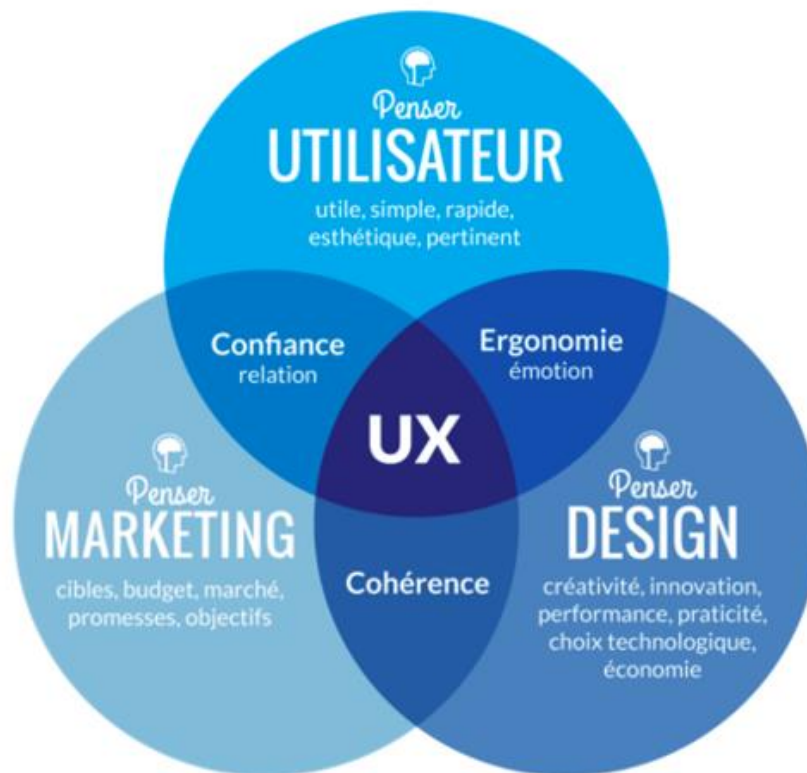 Penser
UTILISATEUR
utile, simple, rapide,
esthétique, pertinent
Confiance
relation
Ergonomie
émotion
UX
Penser
MARKETING
cibles, budget, marché,
promesses, objectifs
Cohérence
Penser
DESIGN
créativité, innovation,
performance, praticité,
choix technologique,
économie